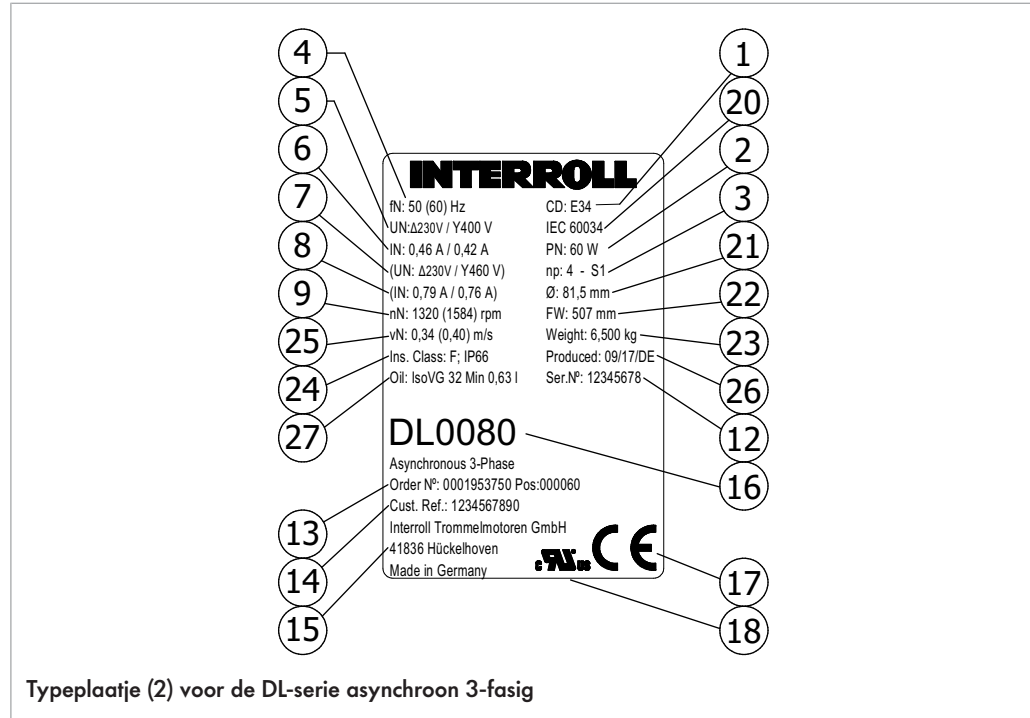 4
5
6
7
8
9
25
24
27
13
14
15
1
20
2
3
21
22
23
26
12
16
17
18
INTERROLL
fN: 50 (60) Hz
UN:Δ230V / Y400 V
IN: 0,46 A / 0,42 A
(UN: Δ230V / Y460 V)
(IN: 0,79 A / 0,76 A)
nN: 1320 (1584) rpm
vN: 0,34 (0,40) m/s
Ins. Class: F; IP66
Oil: IsoVG 32 Min 0,63 l
CD: E34
IEC 60034
PN: 60 W
np: 4 - S1
Ø: 81,5 mm
FW: 507 mm
Weight: 6,500 kg
Produced: 09/17/DE
Ser.Nº: 12345678
DL0080
Asynchronous 3-Phase
Order Nº: 0001953750 Pos:000060
Cust. Ref.: 1234567890
Interroll Trommelmotoren GmbH
41836 Hückelhoven
Made in Germany
c RU us CE
Typeplaatje (2) voor de DL-serie asynchroon 3-fasig